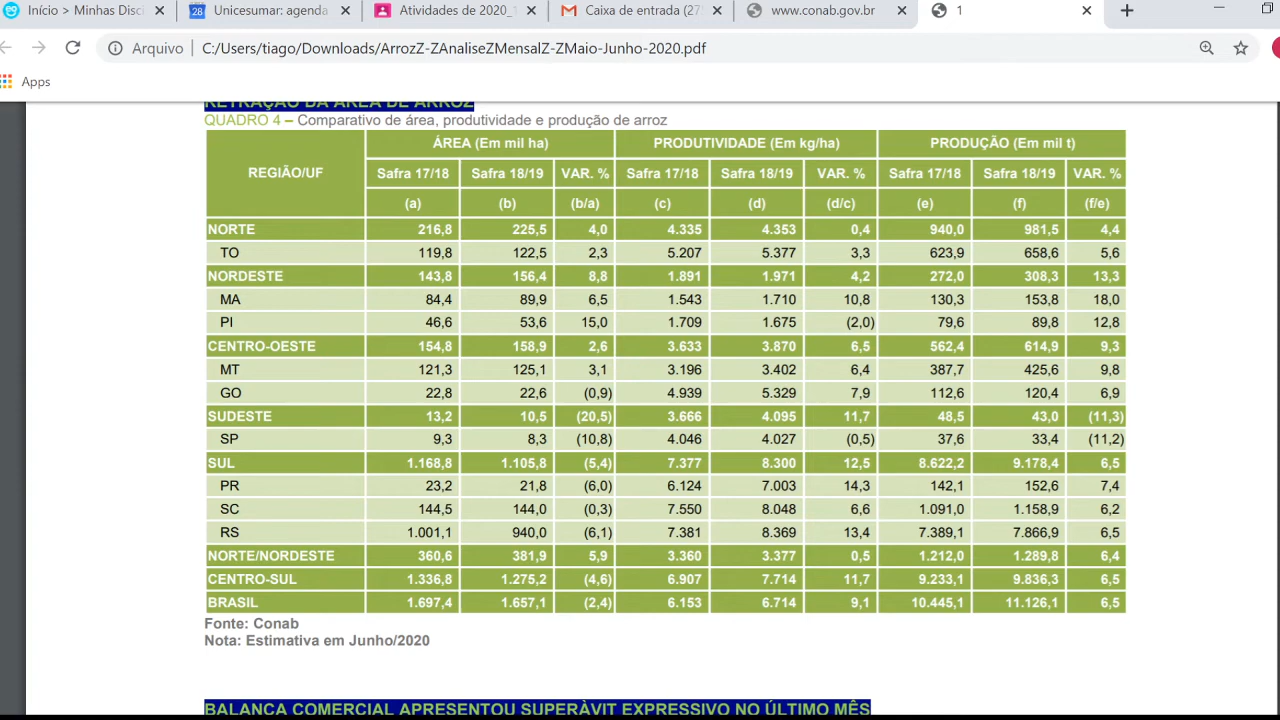 Início > Minhas Disci
28 Unicesumar: agenda
Atividades de 2020_
Caixa de entrada (27
www.conab.gov.br
1
Arquivo C:/Users/tiago/Downloads/ArrozZ-ZAnaliseZMensalZ-ZMaio-Junho-2020.pdf
Apps
RETRAÇÃO DA ÁREA DE ARROZ
QUADRO 4 – Comparativo de área, produtividade e produção de arroz
REGIÃO/UF ÁREA (Em mil ha) PRODUTIVIDADE (Em kg/ha) PRODUÇÃO (Em mil t)
Safra 17/18 Safra 18/19 VAR. % Safra 17/18 Safra 18/19 VAR. % Safra 17/18 Safra 18/19 VAR. %
(a) (b) (b/a) (c) (d) (d/c) (e) (f) (f/e)
NORTE 216,8 225,5 4,0 4.335 4.353 0,4 940,0 981,5 4,4
TO 119,8 122,5 2,3 5.207 5.377 3,3 623,9 658,6 5,6
NORDESTE 143,8 156,4 8,8 1.891 1.971 4,2 272,0 308,3 13,3
MA 84,4 89,9 6,5 1.543 1.710 10,8 130,3 153,8 18,0
PI 46,6 53,6 15,0 1.709 1.675 (2,0) 79,6 89,8 12,8
CENTRO-OESTE 154,8 158,9 2,6 3.633 3.870 6,5 562,4 614,9 9,3
MT 121,3 125,1 3,1 3.196 3.402 6,4 387,7 425,6 9,8
GO 22,8 22,6 (0,9) 4.939 5.329 7,9 112,6 120,4 6,9
SUDESTE 13,2 10,5 (20,5) 3.666 4.095 11,7 48,5 43,0 (11,3)
SP 9,3 8,3 (10,8) 4.046 4.027 (0,5) 37,6 33,4 (11,2)
SUL 1.168,8 1.105,8 (5,4) 7.377 8.300 12,5 8.622,2 9.178,4 6,5
PR 23,2 21,8 (6,0) 6.124 7.003 14,3 142,1 152,6 7,4
SC 144,5 144,0 (0,3) 7.550 8.048 6,6 1.091,0 1.158,9 6,2
RS 1.001,1 940,0 (6,1) 7.381 8.369 13,4 7.389,1 7.866,9 6,5
NORTE/NORDESTE 360,6 381,9 5,9 3.360 3.377 0,5 1.212,0 1.289,8 6,4
CENTRO-SUL 1.336,8 1.275,2 (4,6) 6.907 7.714 11,7 9.233,1 9.836,3 6,5
BRASIL 1.697,4 1.657,1 (2,4) 6.153 6.714 9,1 10.445,1 11.126,1 6,5
Fonte: Conab
Nota: Estimativa em Junho/2020
BALANÇA COMERCIAL APRESENTOU SUPERÀVIT EXPRESSIVO NO ÚLTIMO MÊS